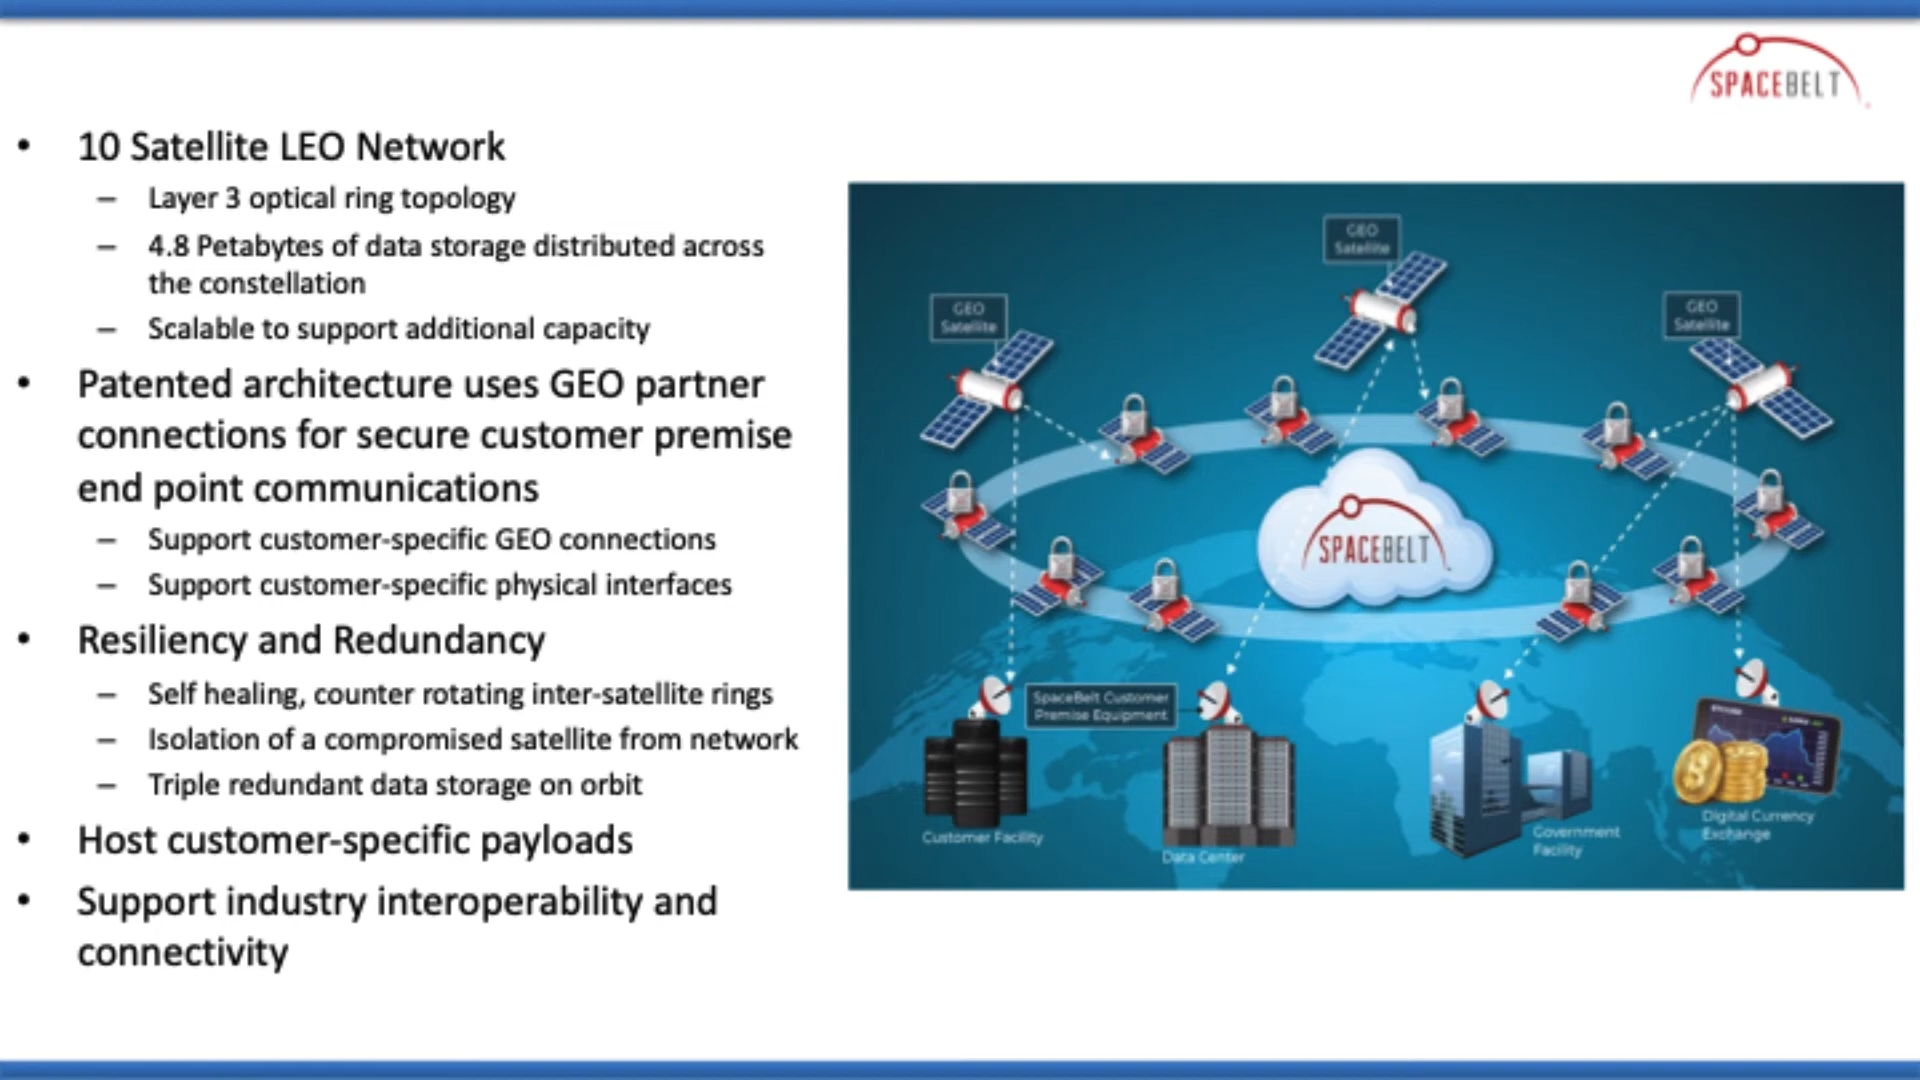 SPACEBELT
• 10 Satellite LEO Network
– Layer 3 optical ring topology
– 4.8 Petabytes of data storage distributed across
the constellation
– Scalable to support additional capacity
• Patented architecture uses GEO partner
connections for secure customer premise
end point communications
– Support customer-specific GEO connections
– Support customer-specific physical interfaces
• Resiliency and Redundancy
– Self healing, counter rotating inter-satellite rings
– Isolation of a compromised satellite from network
– Triple redundant data storage on orbit
• Host customer-specific payloads
• Support industry interoperability and
connectivity
GEO
Satellite
GEO
Satellite
GEO
Satellite
SPACEBELT
SpaceBelt Customer
Premise Equipment
Customer Facility
Data Center
Government
Facility
Digital Currency
Exchange